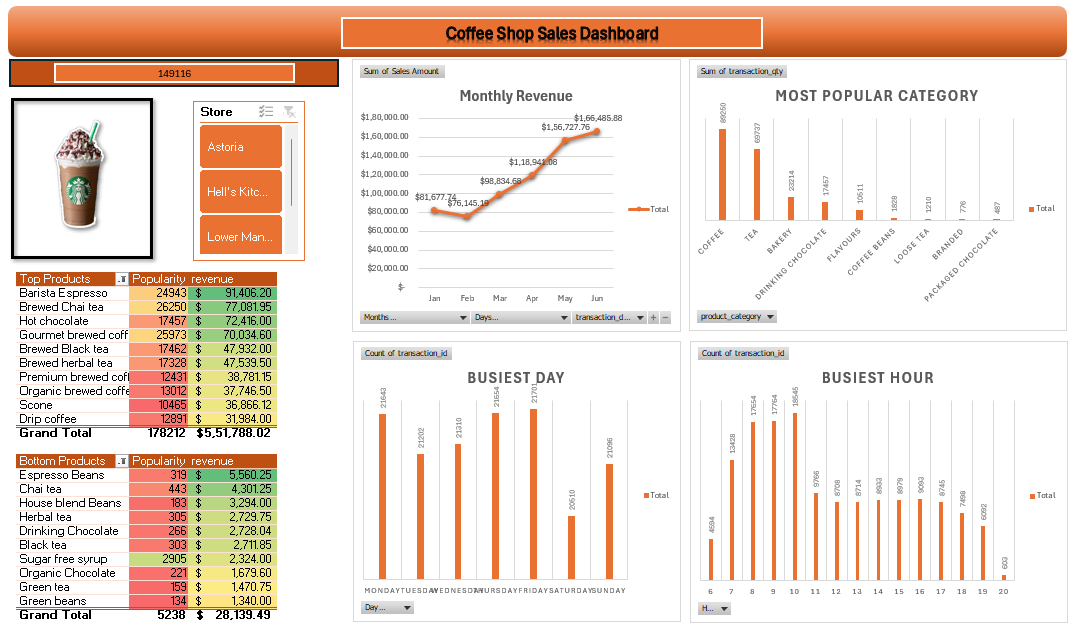 Coffee Shop Sales Dashboard
149116
Store
Astoria
Hell's Kitc...
Lower Man...
Top Products Popularity revenue
Barista Espresso 24943 $ 91,406.20
Brewed Chai tea 26250 $ 77,081.95
Hot chocolate 17457 $ 72,416.00
Gourmet brewed coff 25973 $ 70,034.60
Brewed Black tea 17462 $ 47,932.00
Brewed herbal tea 17328 $ 47,539.50
Premium brewed coff 12431 $ 38,781.15
Organic brewed coffe 13012 $ 37,746.50
Scone 10465 $ 36,866.12
Drip coffee 12891 $ 31,984.00
Grand Total 178212 $5,51,788.02
Bottom Products Popularity revenue
Espresso Beans 319 $ 5,560.25
Chai tea 443 $ 4,301.25
House blend Beans 183 $ 3,294.00
Herbal tea 305 $ 2,729.75
Drinking Chocolate 266 $ 2,728.04
Black tea 303 $ 2,711.85
Sugar free syrup 2905 $ 2,324.00
Organic Chocolate 221 $ 1,679.60
Green tea 159 $ 1,470.75
Green beans 134 $ 1,340.00
Grand Total 5238 $ 28,139.49
Sum of Sales Amount
Monthly Revenue
$1,80,000.00
$1,60,000.00
$1,40,000.00
$1,20,000.00
$1,00,000.00
$80,000.00
$60,000.00
$40,000.00
$20,000.00
$-
$81,677.74
$76,145.19
$98,834.68
$1,18,941.08
$1,56,727.76
$1,66,485.88
Jan Feb Mar Apr May Jun
Total
Months... Days... transaction_d...
Sum of transaction_qty
MOST POPULAR CATEGORY
89250 69737 23214 17457 10511 1828 1210 776 487
COFFEE
TEA
BAKERY
DRINKING CHOCOLATE
FLAVOURS
COFFEE BEANS
LOOSE TEA
BRANDED
PACKAGED CHOCOLATE
Total
product_category
Count of transaction_id
BUSIEST DAY
21643 21202 21310 21654 21701 20510 21096
MONDAY TUESDAY WEDNESDAY THURSDAY FRIDAY SATURDAY SUNDAY
Total
Day...
Count of transaction_id
BUSIEST HOUR
4594 13428 17654 17764 18545 9766 8708 8714 8933 8979 9093 8745 7498 6092 603
6 7 8 9 10 11 12 13 14 15 16 17 18 19 20
Total
H...